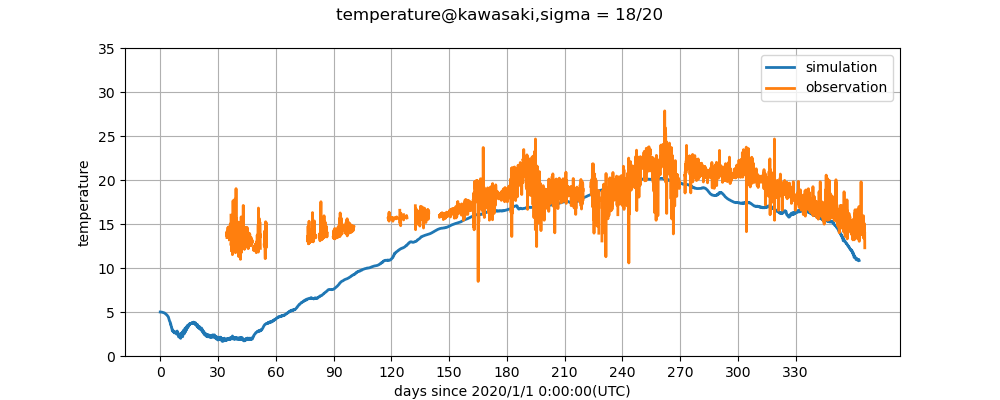 temperature@kawasaki,sigma = 18/20
35
30
25
20
15
10
5
0
temperature
simulation
observation
0 30 60 90 120 150 180 210 240 270 300 330
days since 2020/1/1 0:00:00(UTC)